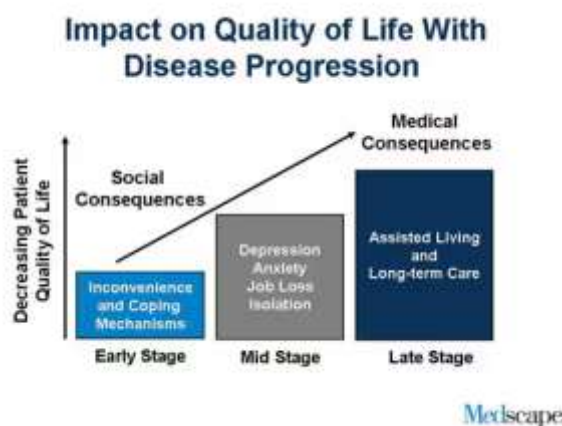 Impact on Quality of Life With
Disease Progression
Decreasing Patient
Quality of Life
Social
Consequences
Medical
Consequences
Inconvenience
and Coping
Mechanisms
Depression
Anxiety
Job Loss
Isolation
Assisted Living
and
Long-term Care
Early Stage
Mid Stage
Late Stage
Medscape